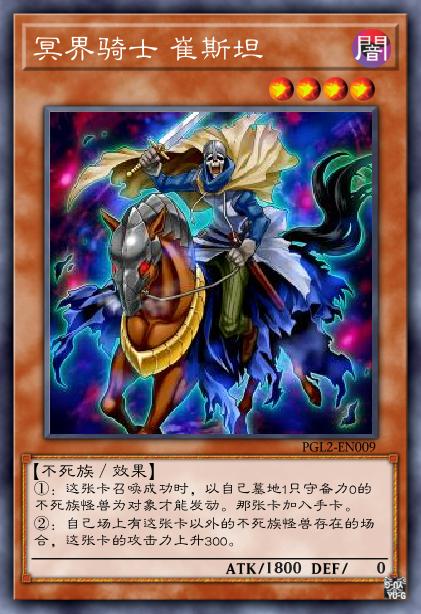 冥界骑士 崔斯坦
闇
PGL2-EN009
【不死族／效果】
①：这张卡召唤成功时，以自己墓地1只守备力0的
不死族怪兽为对象才能发动。那张卡加入手卡。
②：自己场上有这张卡以外的不死族怪兽存在的场
合，这张卡的攻击力上升300。
ATK/1800 DEF/ 0